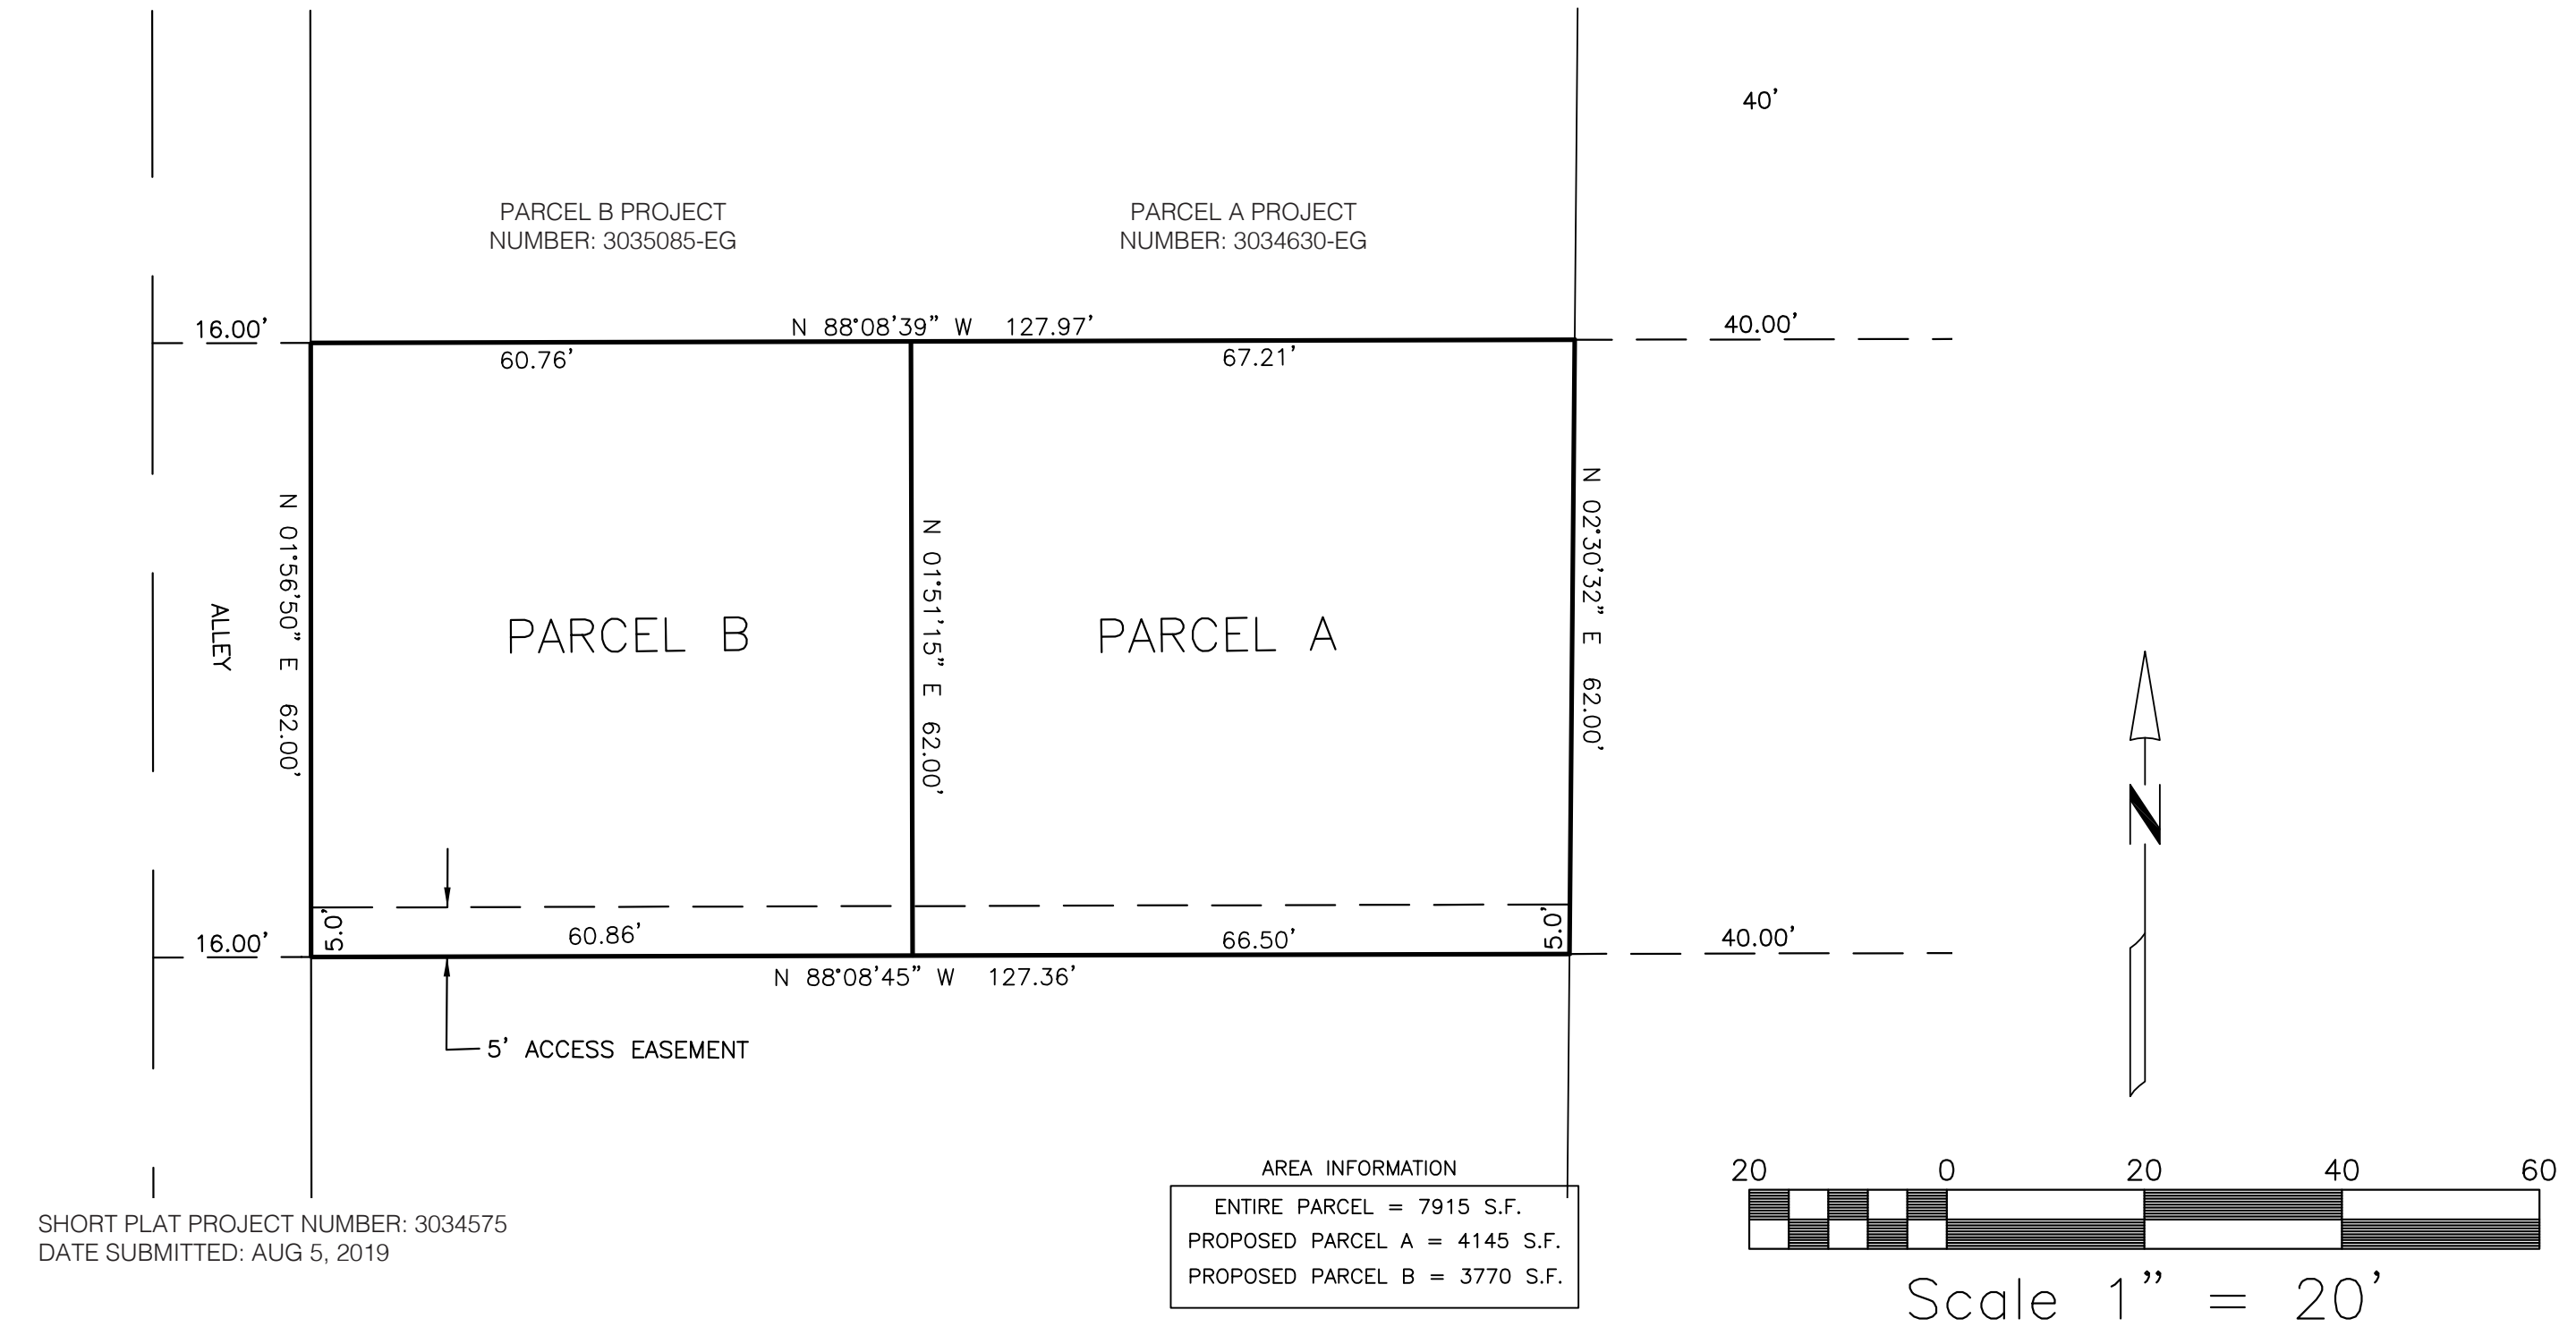 40’
PARCEL B PROJECT
NUMBER: 3035085-EG
PARCEL A PROJECT
NUMBER: 3034630-EG
16.00’
N 88°08’39” W 127.97’
40.00’
60.76’
67.21’
ALLEY
N 01°56’50” E 62.00’
PARCEL B
N 01°51’15” E 62.00’
PARCEL A
N 02°30’32” E 62.00’
N
5.0’
60.86’
66.50’
5.0’
16.00’
40.00’
N 88°08’45” W 127.36’
5’ ACCESS EASEMENT
AREA INFORMATION
ENTIRE PARCEL = 7915 S.F.
PROPOSED PARCEL A = 4145 S.F.
PROPOSED PARCEL B = 3770 S.F.
20 0 20 40 60
Scale 1” = 20’
SHORT PLAT PROJECT NUMBER: 3034575
DATE SUBMITTED: AUG 5, 2019